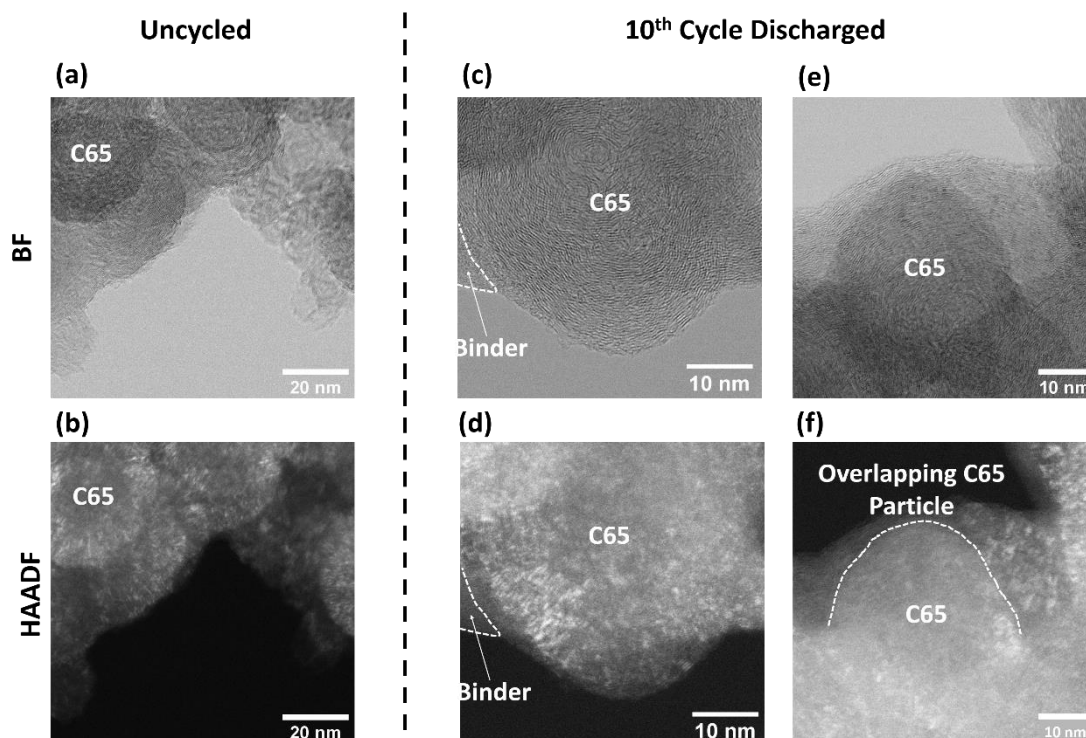 Uncycled
10th Cycle Discharged
(a)
(c)
(e)
BF
C65
C65
C65
Binder
20 nm
10 nm
10 nm
(b)
(d)
(f)
HAADF
C65
C65
Overlapping C65
Particle
C65
Binder
20 nm
10 nm
10 nm